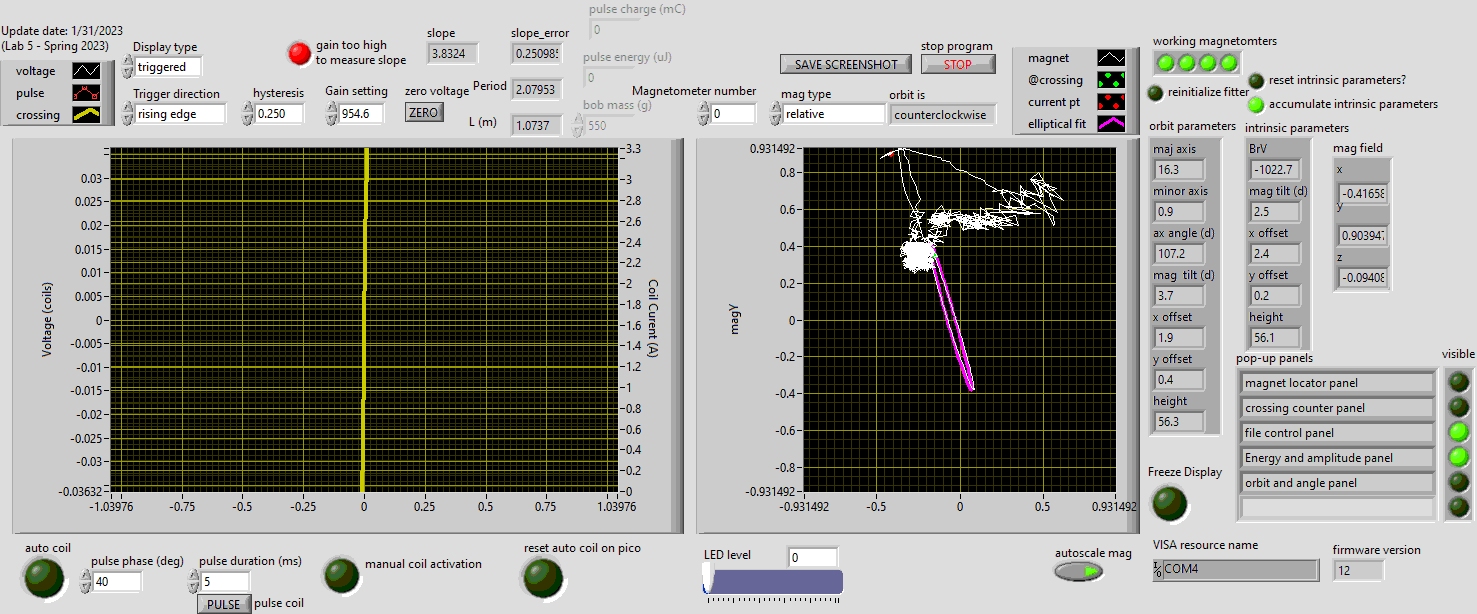 pulse charge (mC)
0
Update date: 1/31/2023
(Lab 5 - Spring 2023)
Display type
triggered
gain too high
to measure slope
slope
3.8324
slope_error
0.25098
pulse energy (uJ)
0
stop program
SAVE SCREENSHOT
STOP
working magnetomters
voltage
pulse
crossing
Trigger direction
rising edge
hysteresis
0.250
Gain setting
954.6
zero voltage
ZERO
Period
2.07953
L (m)
1.0737
bob mass (g)
550
Magnetometer number
0
mag type
relative
orbit is
counterclockwise
magnet
@crossing
current pt
elliptical fit
reset intrinsic parameters?
reinitialize fitter
accumulate intrinsic parameters
orbit parameters
maj axis
16.3
minor axis
0.9
ax angle (d)
107.2
mag tilt (d)
3.7
x offset
1.9
y offset
0.4
height
56.3
intrinsic parameters
BrV
-1022.7
mag tilt (d)
2.5
x offset
2.4
y offset
0.2
height
56.1
mag field
x
-0.41658
y
0.903947
z
-0.09408
Voltage (coils)
0.03
0.025
0.02
0.015
0.01
0.005
0
-0.005
-0.01
-0.015
-0.02
-0.025
-0.03
-0.03632
-1.03976
-0.75
-0.5
-0.25
0
0.25
0.5
0.75
1.03976
3.3
3
2.8
2.6
2.4
2.2
2
1.8
1.6
1.4
1.2
1
0.8
0.6
0.4
0.2
0
Coil Curent (A)
magY
0.931492
0.8
0.6
0.4
0.2
0
-0.2
-0.4
-0.6
-0.8
-0.931492
-0.931492
-0.5
0
0.5
0.931492
pop-up panels
visible
magnet locator panel
crossing counter panel
file control panel
Energy and amplitude panel
orbit and angle panel
Freeze Display
auto coil
pulse phase (deg)
40
pulse duration (ms)
5
PULSE
pulse coil
manual coil activation
reset auto coil on pico
LED level
0
autoscale mag
VISA resource name
COM4
firmware version
12